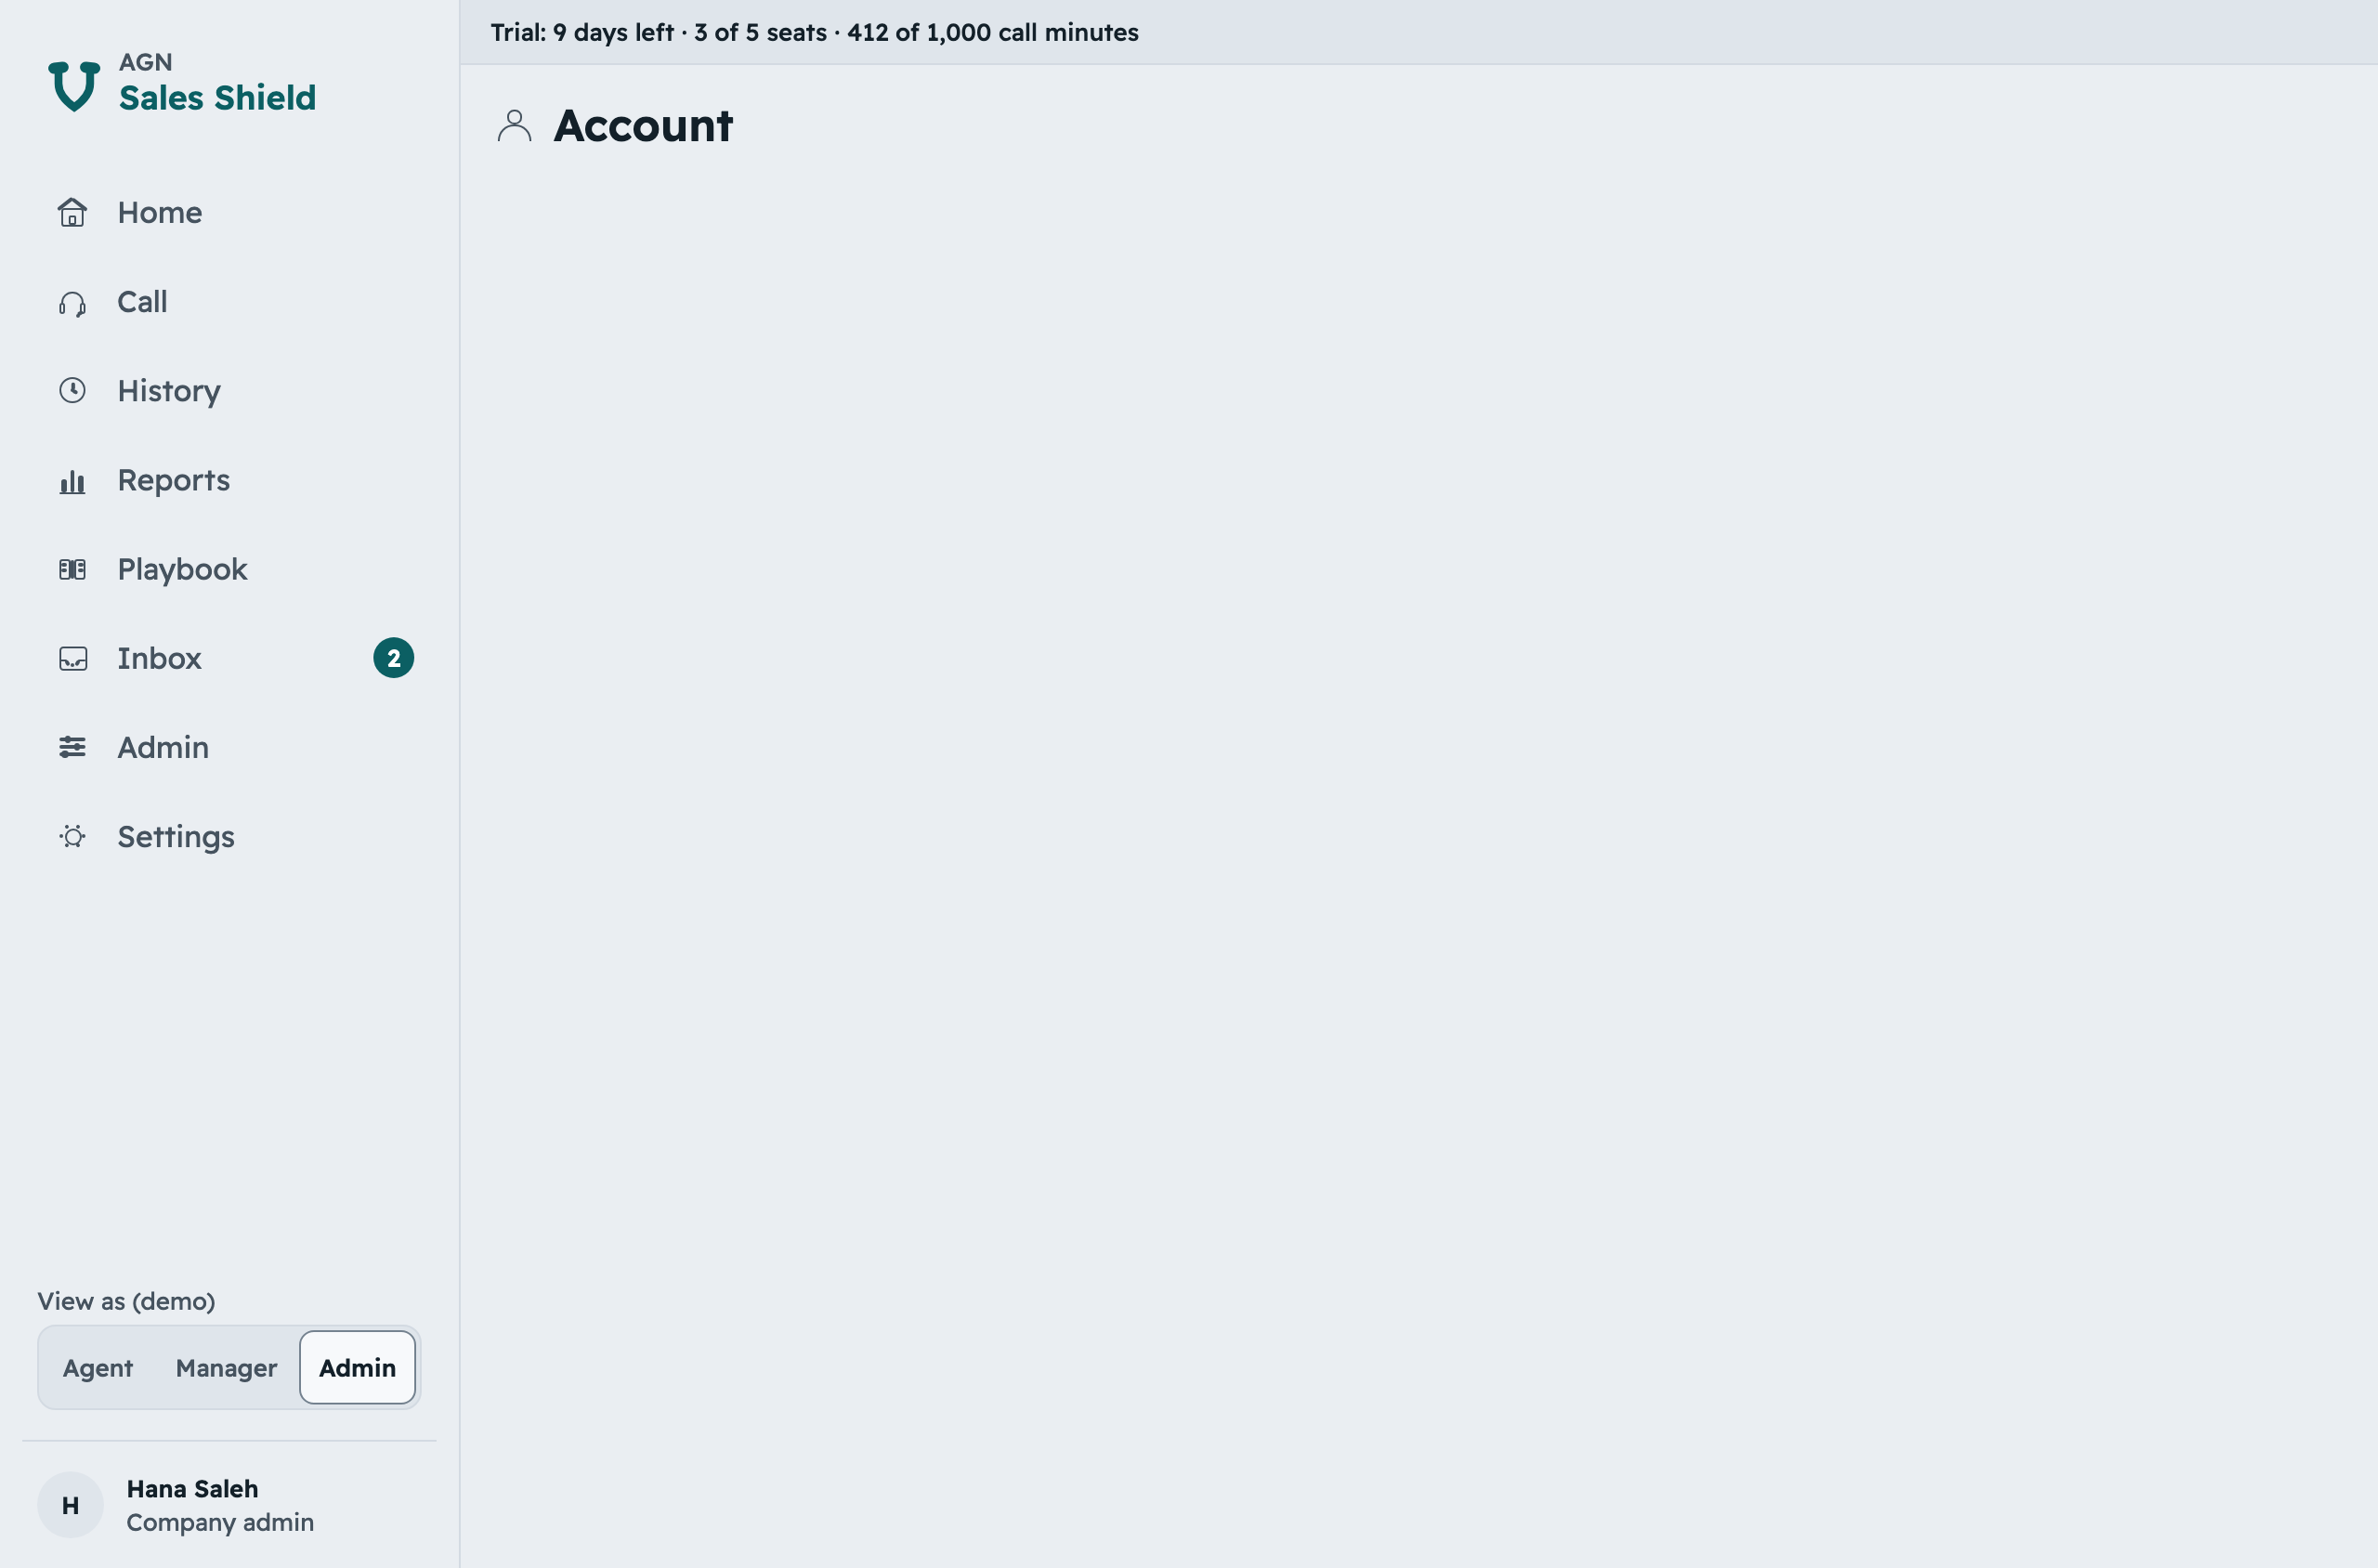 AGN
Sales Shield
Home
Call
History
Reports
Playbook
Inbox 2
Admin
Settings
View as (demo)
Agent Manager Admin
H
Hana Saleh
Company admin
Trial: 9 days left · 3 of 5 seats · 412 of 1,000 call minutes
Account